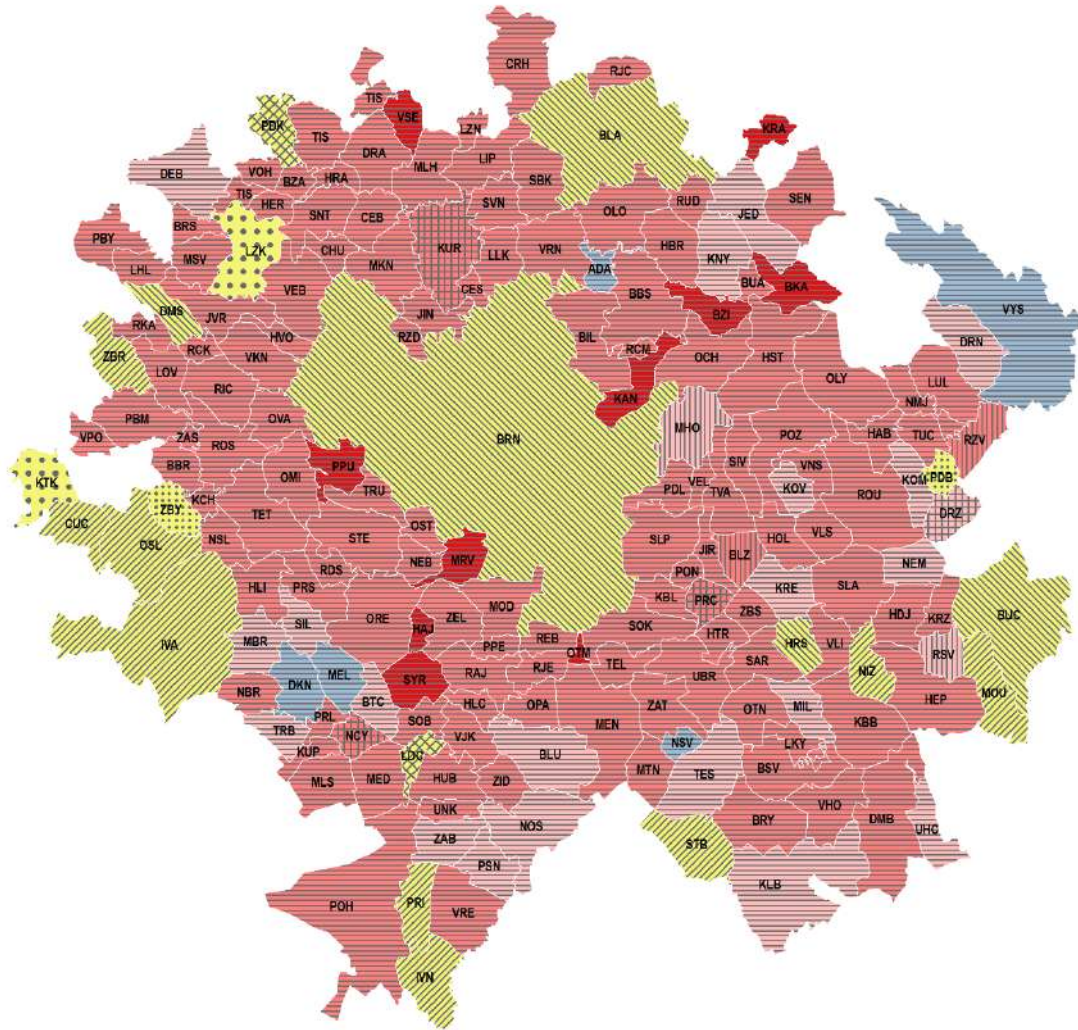 CRH
RJC
TIS
VSE
LZN
KRA
PDK
TIS
DRA
MLH
LIP
BLA
DEB
VOH
BZA
HRA
SBK
TIS
HER
SNT
CEB
SVN
OLO
RUD
JED
SEN
BRS
PBY
MSV
LZK
CHU
MKN
KUR
LLK
VRN
HBR
KNY
LHL
ADA
BUA
BKA
VYS
VEB
CES
BBS
DMS
JVR
JIN
BZI
RKA
HVO
RZD
BIL
DRN
ZBR
RCK
VKN
RCM
OCH
HST
LOV
RIC
OLY
LUL
KAN
NMJ
PBM
OVA
MHO
VPO
ZAS
ROS
BRN
POZ
HAB
TUC
RZV
BBR
PPU
SIV
VNS
KTK
KCH
OMI
TRU
PDL
VEL
TVA
KOV
ROU
KOM
PDB
ZBY
DRZ
CUC
TET
OST
OSL
NSL
STE
SLP
JIR
BLZ
HOL
VLS
NEB
MRV
RDS
PON
KRE
NEM
HLI
PRS
KBL
PRC
SLA
ORE
ZEL
MOD
ZBS
HDJ
KRZ
BUC
SIL
HAJ
SOK
HTR
IVA
MBR
PPE
REB
OTM
HRS
VLI
RSV
MEL
SYR
RAJ
RJE
TEL
UBR
SAR
NIZ
NBR
DKN
BTC
HLC
OPA
ZAT
OTN
MIL
HEP
MOU
PRL
SOB
MEN
KBB
TRB
NCY
VJK
NSV
KUP
LDC
BLU
LKY
MLS
MED
HUB
ZID
MTN
TES
BSV
UNK
VHO
DMB
ZAB
NOS
STB
BRY
UHC
PSN
KLB
POH
PRI
VRE
IVN